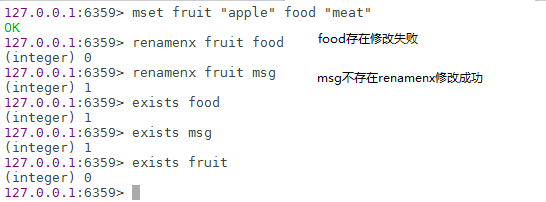 127.0.0.1:6359> mset fruit "apple" food "meat"
OK
127.0.0.1:6359> renamenx fruit food
food存在修改失败
(integer) 0
127.0.0.1:6359> renamenx fruit msg
msg不存在renamenx修改成功
(integer) 1
127.0.0.1:6359> exists food
(integer) 1
127.0.0.1:6359> exists msg
(integer) 1
127.0.0.1:6359> exists fruit
(integer) 0
127.0.0.1:6359>